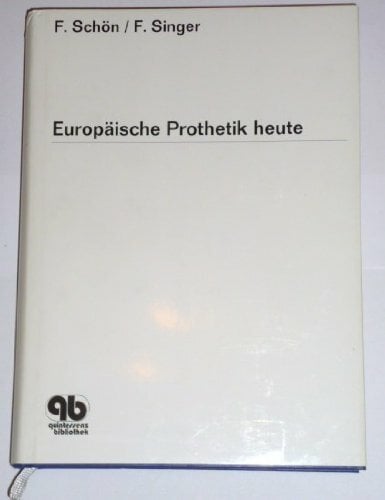 F. Schön / F. Singer
Europäische Prothetik heute
qb
quintessenz
bibliothek